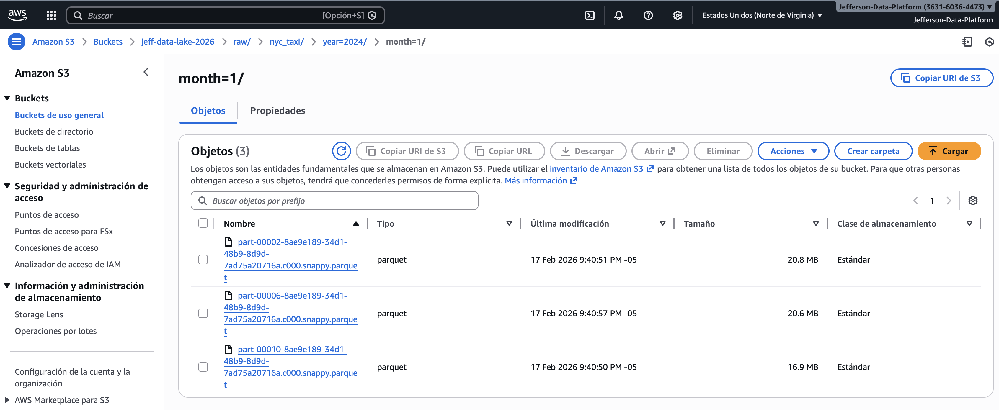 aws
Buscar
[Opción+S]
Estados Unidos (Norte de Virginia)
Jefferson-Data-Platform (3631-6036-4473)
Jefferson-Data-Platform
Amazon S3
Buckets
jeff-data-lake-2026
raw/
nyc_taxi/
year=2024/
month=1/
Amazon S3
Buckets
Buckets de uso general
Buckets de directorio
Buckets de tablas
Buckets vectoriales
Seguridad y administración de
acceso
Puntos de acceso
Puntos de acceso para FSx
Concesiones de acceso
Analizador de acceso de IAM
Información y administración
de almacenamiento
Storage Lens
Operaciones por lotes
Configuración de la cuenta y la
organización
AWS Marketplace para S3
month=1/
Copiar URI de S3
Objetos
Propiedades
Objetos (3)
Copiar URI de S3
Copiar URL
Descargar
Abrir
Eliminar
Acciones
Crear carpeta
Cargar
Los objetos son las entidades fundamentales que se almacenan en Amazon S3. Puede utilizar el inventario de Amazon S3 para obtener una lista de todos los objetos de su bucket. Para que otras personas
obtengan acceso a sus objetos, tendrá que concederles permisos de forma explícita. Más información
Buscar objetos por prefijo
1
Nombre
Tipo
Última modificación
Tamaño
Clase de almacenamiento
part-00002-8ae9e189-34d1-
48b9-8d9d-
7ad75a20716a.c000.snappy.parque
t
parquet
17 Feb 2026 9:40:51 PM -05
20.8 MB
Estándar
part-00006-8ae9e189-34d1-
48b9-8d9d-
7ad75a20716a.c000.snappy.parque
t
parquet
17 Feb 2026 9:40:57 PM -05
20.6 MB
Estándar
part-00010-8ae9e189-34d1-
48b9-8d9d-
7ad75a20716a.c000.snappy.parque
t
parquet
17 Feb 2026 9:40:50 PM -05
16.9 MB
Estándar